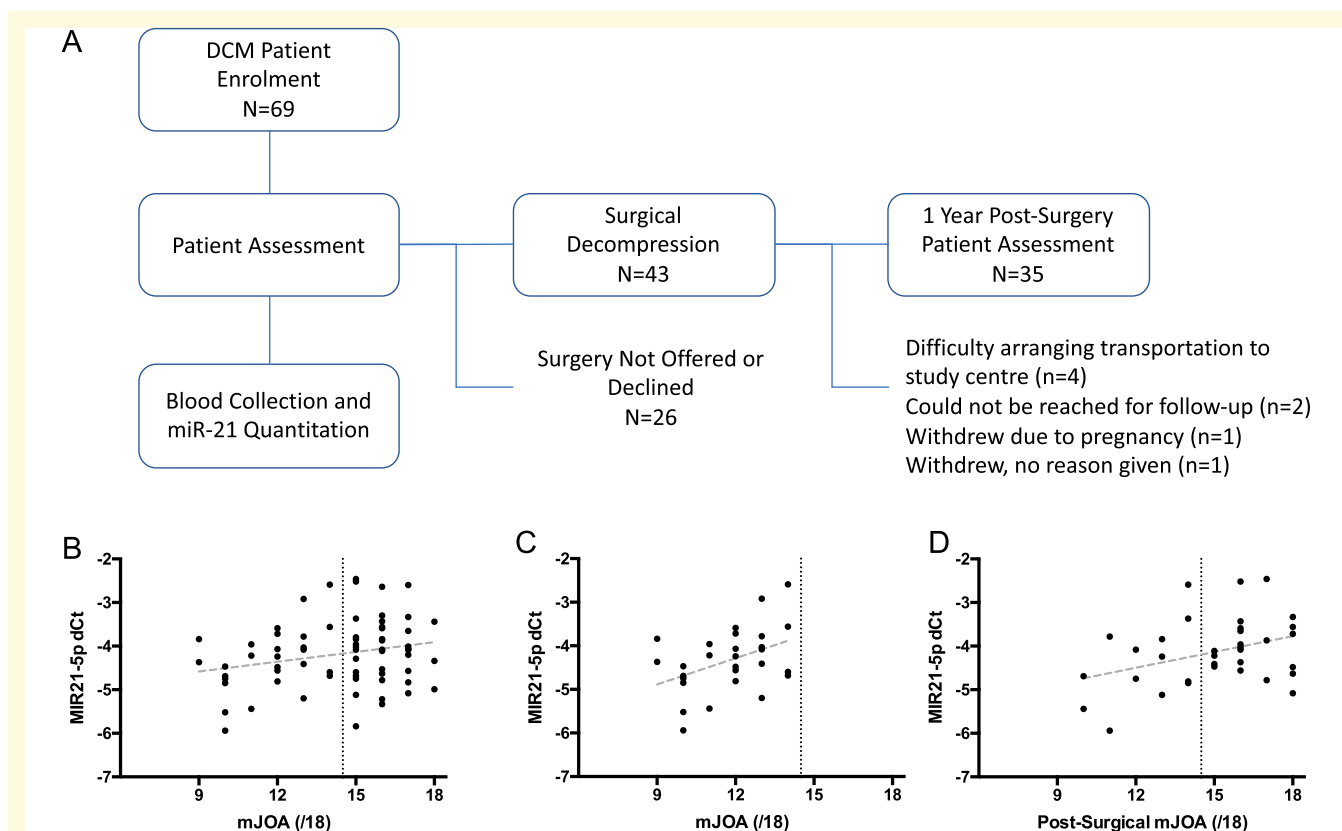 A
DCM Patient
Enrolment
N=69
Patient Assessment
Surgical
Decompression
N=43
1 Year Post-Surgery
Patient Assessment
N=35
Blood Collection and
miR-21 Quantitation
Surgery Not Offered or
Declined
N=26
Difficulty arranging transportation to
study centre (n=4)
Could not be reached for follow-up (n=2)
Withdrew due to pregnancy (n=1)
Withdrew, no reason given (n=1)
B
MIR21-5p dCt
-2
-3
-4
-5
-6
-7
9 12 15 18
mJOA (/18)
C
MIR21-5p dCt
-2
-3
-4
-5
-6
-7
9 12 15 18
mJOA (/18)
D
MIR21-5p dCt
-2
-3
-4
-5
-6
-7
9 12 15 18
Post-Surgical mJOA (/18)